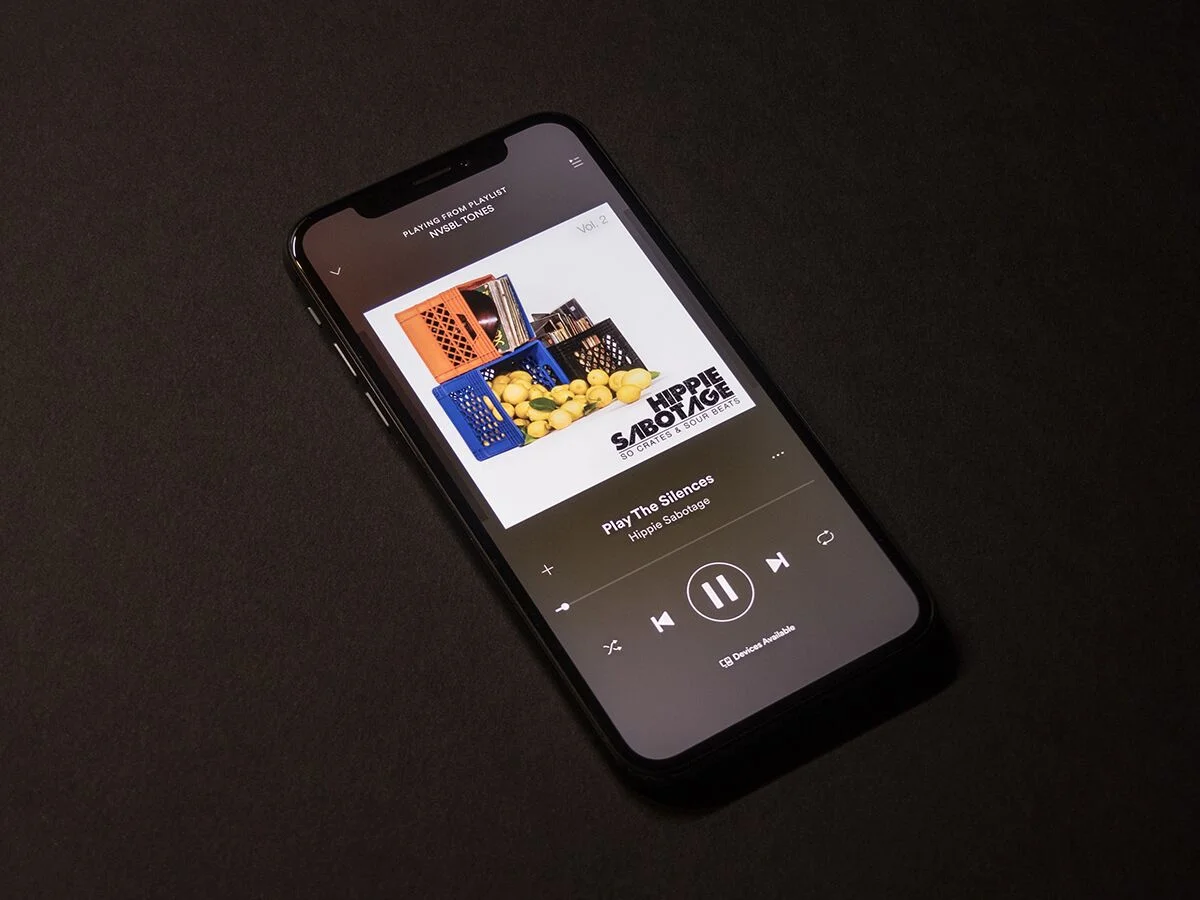 PLAYING FROM PLAYLIST
NVSBL TONES
Vol. 2
HIPPIE
SABOTAGE
SO CRATES & SOUR BEATS
Play The Silences
Hippie Sabotage
Devices Available